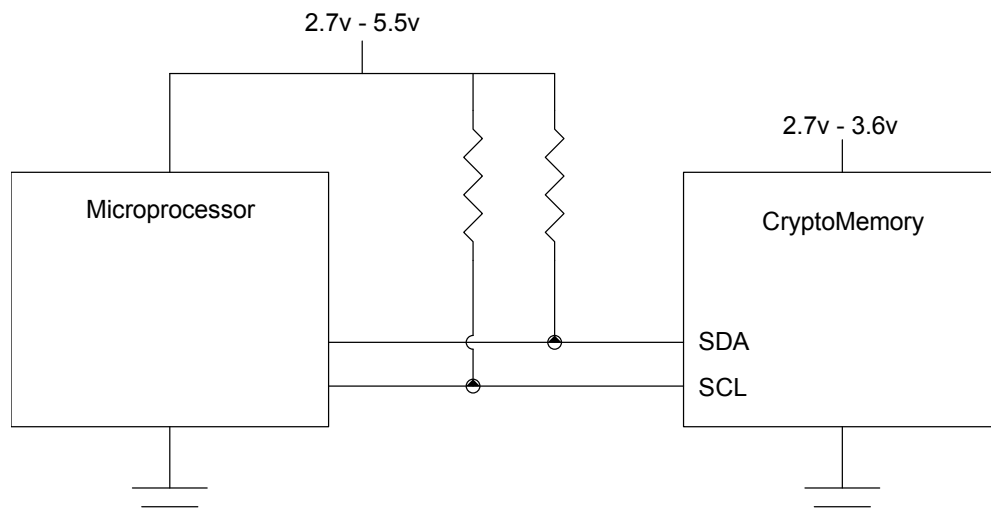 2.7v - 5.5v
2.7v - 3.6v
Microprocessor
CryptoMemory
SDA
SCL